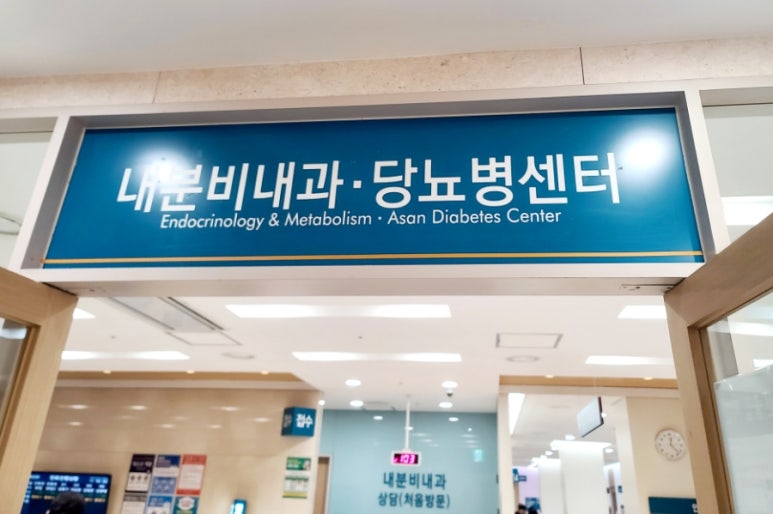 내분비내과·당뇨병센터
Endocrinology & Metabolism · Asan Diabetes Center
접수
103
내분비내과
상담(처음방문)